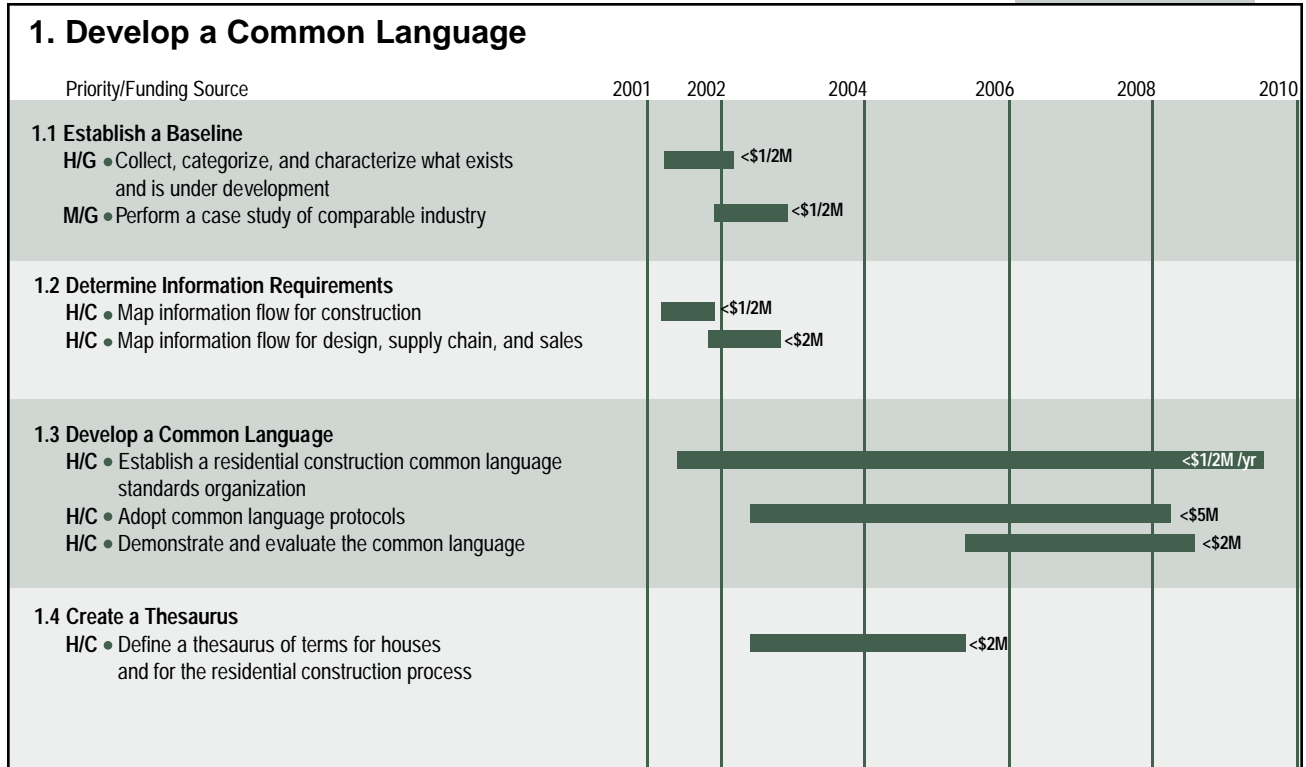 1. Develop a Common Language
Priority/Funding Source 2001 2002 2004 2006 2008 2010
1.1 Establish a Baseline
H/G • Collect, categorize, and characterize what exists <$1/2M
and is under development
M/G • Perform a case study of comparable industry <$1/2M
1.2 Determine Information Requirements
H/C • Map information flow for construction <$1/2M
H/C • Map information flow for design, supply chain, and sales <$2M
1.3 Develop a Common Language
H/C • Establish a residential construction common language <$1/2M /yr
standards organization
H/C • Adopt common language protocols <$5M
H/C • Demonstrate and evaluate the common language <$2M
1.4 Create a Thesaurus
H/C • Define a thesaurus of terms for houses <$2M
and for the residential construction process